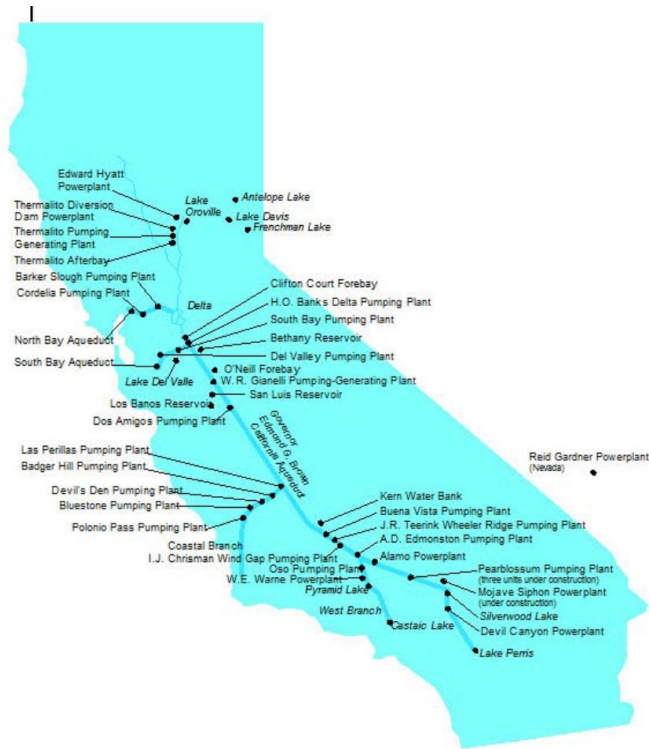 Edward Hyatt
Powerplant
Lake
Oroville
Antelope Lake
Thermalito Diversion
Dam Powerplant
Lake Davis
Frenchman Lake
Thermalito Pumping
Generating Plant
Thermalito Afterbay
Barker Slough Pumping Plant
Cordelia Pumping Plant
Delta
North Bay Aqueduct
South Bay Aqueduct
Lake Del Valle
Clifton Court Forebay
H.O. Banks Delta Pumping Plant
South Bay Pumping Plant
Bethany Reservoir
Del Valley Pumping Plant
O'Neill Forebay
W.R. Gianelli Pumping-Generating Plant
San Luis Reservoir
Los Banos Reservoir
Dos Amigos Pumping Plant
Governor
Edmond G. Brown
California Aqueduct
Las Perillas Pumping Plant
Badger Hill Pumping Plant
Devil's Den Pumping Plant
Bluestone Pumping Plant
Polonio Pass Pumping Plant
Coastal Branch
Reid Gardner Powerplant
(Nevada)
Kern Water Bank
Buena Vista Pumping Plant
J.R. Teerink Wheeler Ridge Pumping Plant
I.J. Chrisman Wind Gap Pumping Plant
A.D. Edmonston Pumping Plant
Oso Pumping Plant
Alamo Powerplant
W.E. Warne Powerplant
Pyramid Lake
West Branch
Castaic Lake
Pearblossum Pumping Plant
(three units under construction)
Mojave Siphon Powerplant
(under construction)
Silverwood Lake
Devil Canyon Powerplant
Lake Perris